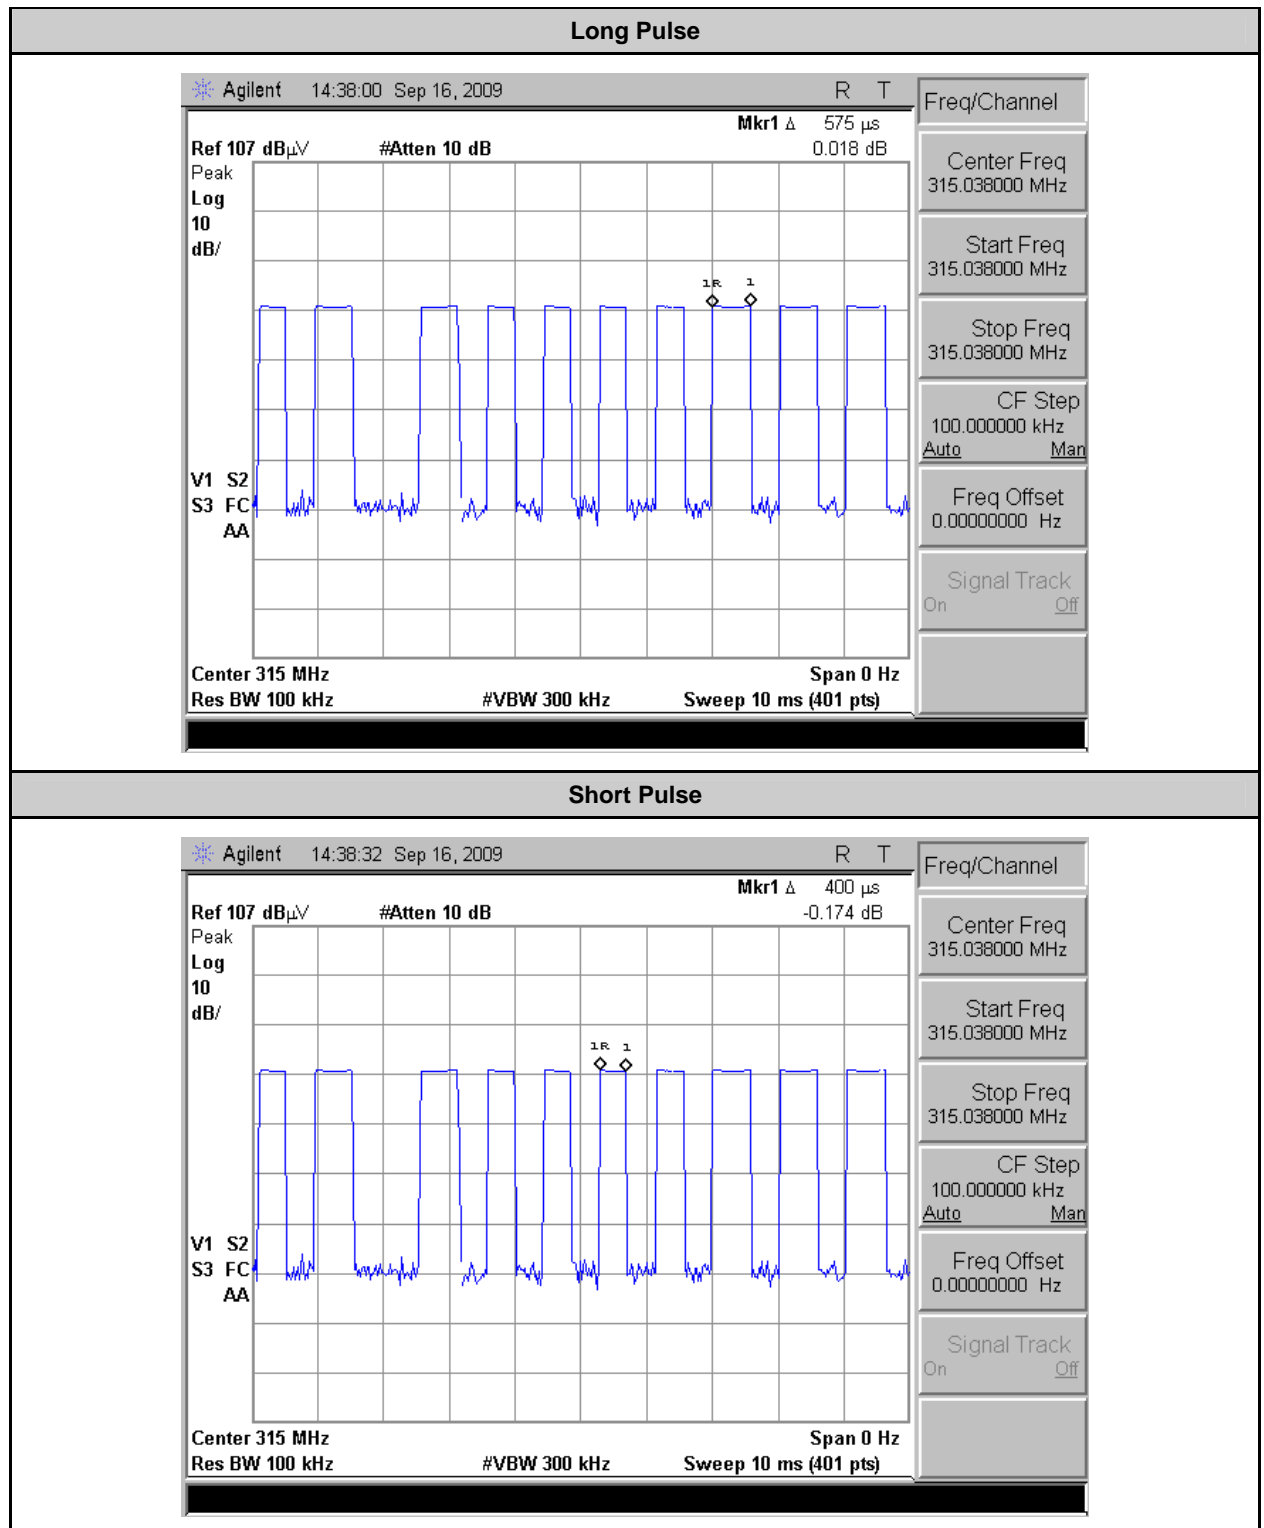 Long Pulse
Agilent 14:38:00 Sep 16, 2009 R T
Freq/Channel
Mkr1 Δ 575 µs
Ref 107 dBµV #Atten 10 dB 0.018 dB
Peak
Log
10
dB/
1R 1
V1 S2
S3 FC
AA
Center 315 MHz Span 0 Hz
Res BW 100 kHz #VBW 300 kHz Sweep 10 ms (401 pts)
Center Freq
315.038000 MHz
Start Freq
315.038000 MHz
Stop Freq
315.038000 MHz
CF Step
100.000000 kHz
Auto Man
Freq Offset
0.00000000 Hz
Signal Track
On Off
Short Pulse
Agilent 14:38:32 Sep 16, 2009 R T
Freq/Channel
Mkr1 Δ 400 µs
Ref 107 dBµV #Atten 10 dB -0.174 dB
Peak
Log
10
dB/
1R 1
V1 S2
S3 FC
AA
Center 315 MHz Span 0 Hz
Res BW 100 kHz #VBW 300 kHz Sweep 10 ms (401 pts)
Center Freq
315.038000 MHz
Start Freq
315.038000 MHz
Stop Freq
315.038000 MHz
CF Step
100.000000 kHz
Auto Man
Freq Offset
0.00000000 Hz
Signal Track
On Off